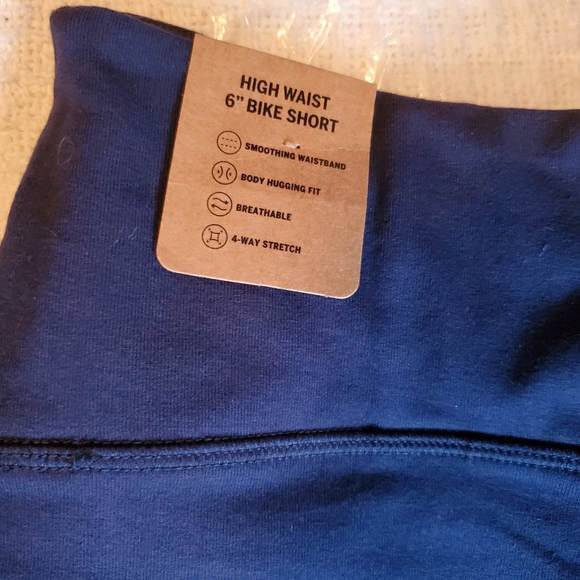 HIGH WAIST
6” BIKE SHORT
SMOOTHING WAISTBAND
BODY HUGGING FIT
BREATHABLE
4-WAY STRETCH